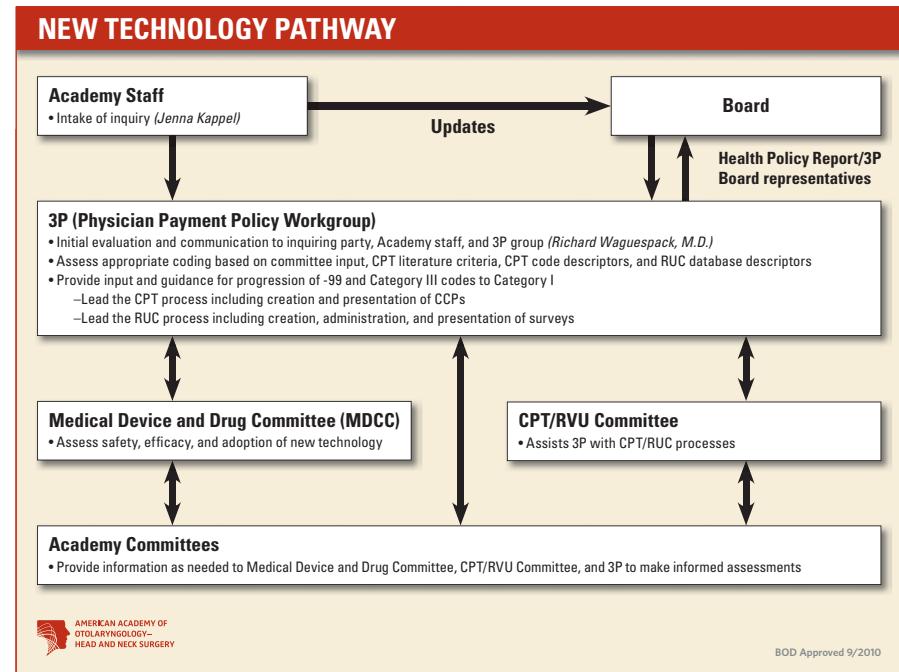 NEW TECHNOLOGY PATHWAY
Academy Staff
• Intake of inquiry (Jenna Kappel)
Updates
Board
Health Policy Report/3P
Board representatives
3P (Physician Payment Policy Workgroup)
• Initial evaluation and communication to inquiring party, Academy staff, and 3P group (Richard Waguespack, M.D.)
• Assess appropriate coding based on committee input, CPT literature criteria, CPT code descriptors, and RUC database descriptors
• Provide input and guidance for progression of -99 and Category III codes to Category I
–Lead the CPT process including creation and presentation of CCPs
–Lead the RUC process including creation, administration, and presentation of surveys
Medical Device and Drug Committee (MDCC)
• Assess safety, efficacy, and adoption of new technology
CPT/RVU Committee
• Assists 3P with CPT/RUC processes
Academy Committees
• Provide information as needed to Medical Device and Drug Committee, CPT/RVU Committee, and 3P to make informed assessments
AMERICAN ACADEMY OF
OTOLARYNGOLOGY–
HEAD AND NECK SURGERY
BOD Approved 9/2010